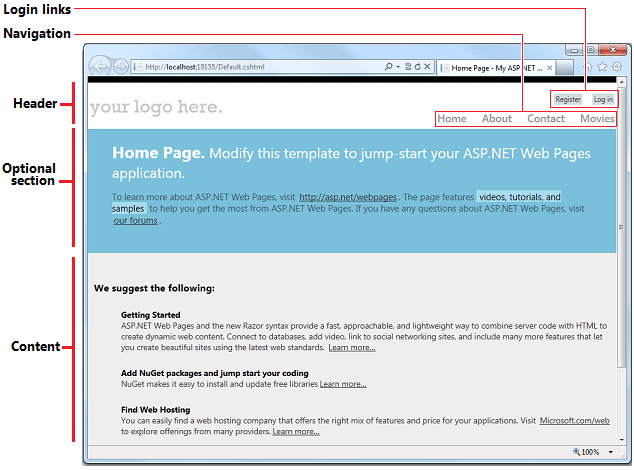 Login links
Navigation
http://localhost:19155/Default.cshtml
Home Page - My ASP.NET ...
Header
your logo here.
Register
Log in
Home
About
Contact
Movies
Optional
section
Home Page. Modify this template to jump-start your ASP.NET Web Pages
application.
To learn more about ASP.NET Web Pages, visit http://asp.net/webpages . The page features videos, tutorials, and
samples to help you get the most from ASP.NET Web Pages. If you have any questions about ASP.NET Web Pages, visit
our forums .
Content
We suggest the following:
Getting Started
ASP.NET Web Pages and the new Razor syntax provide a fast, approachable, and lightweight way to combine server code with HTML to
create dynamic web content. Connect to databases, add video, link to social networking sites, and include many more features that let
you create beautiful sites using the latest web standards. Learn more...
Add NuGet packages and jump start your coding
NuGet makes it easy to install and update free libraries Learn more...
Find Web Hosting
You can easily find a web hosting company that offers the right mix of features and price for your applications. Visit Microsoft.com/web
to explore offerings from many providers. Learn more...
100%